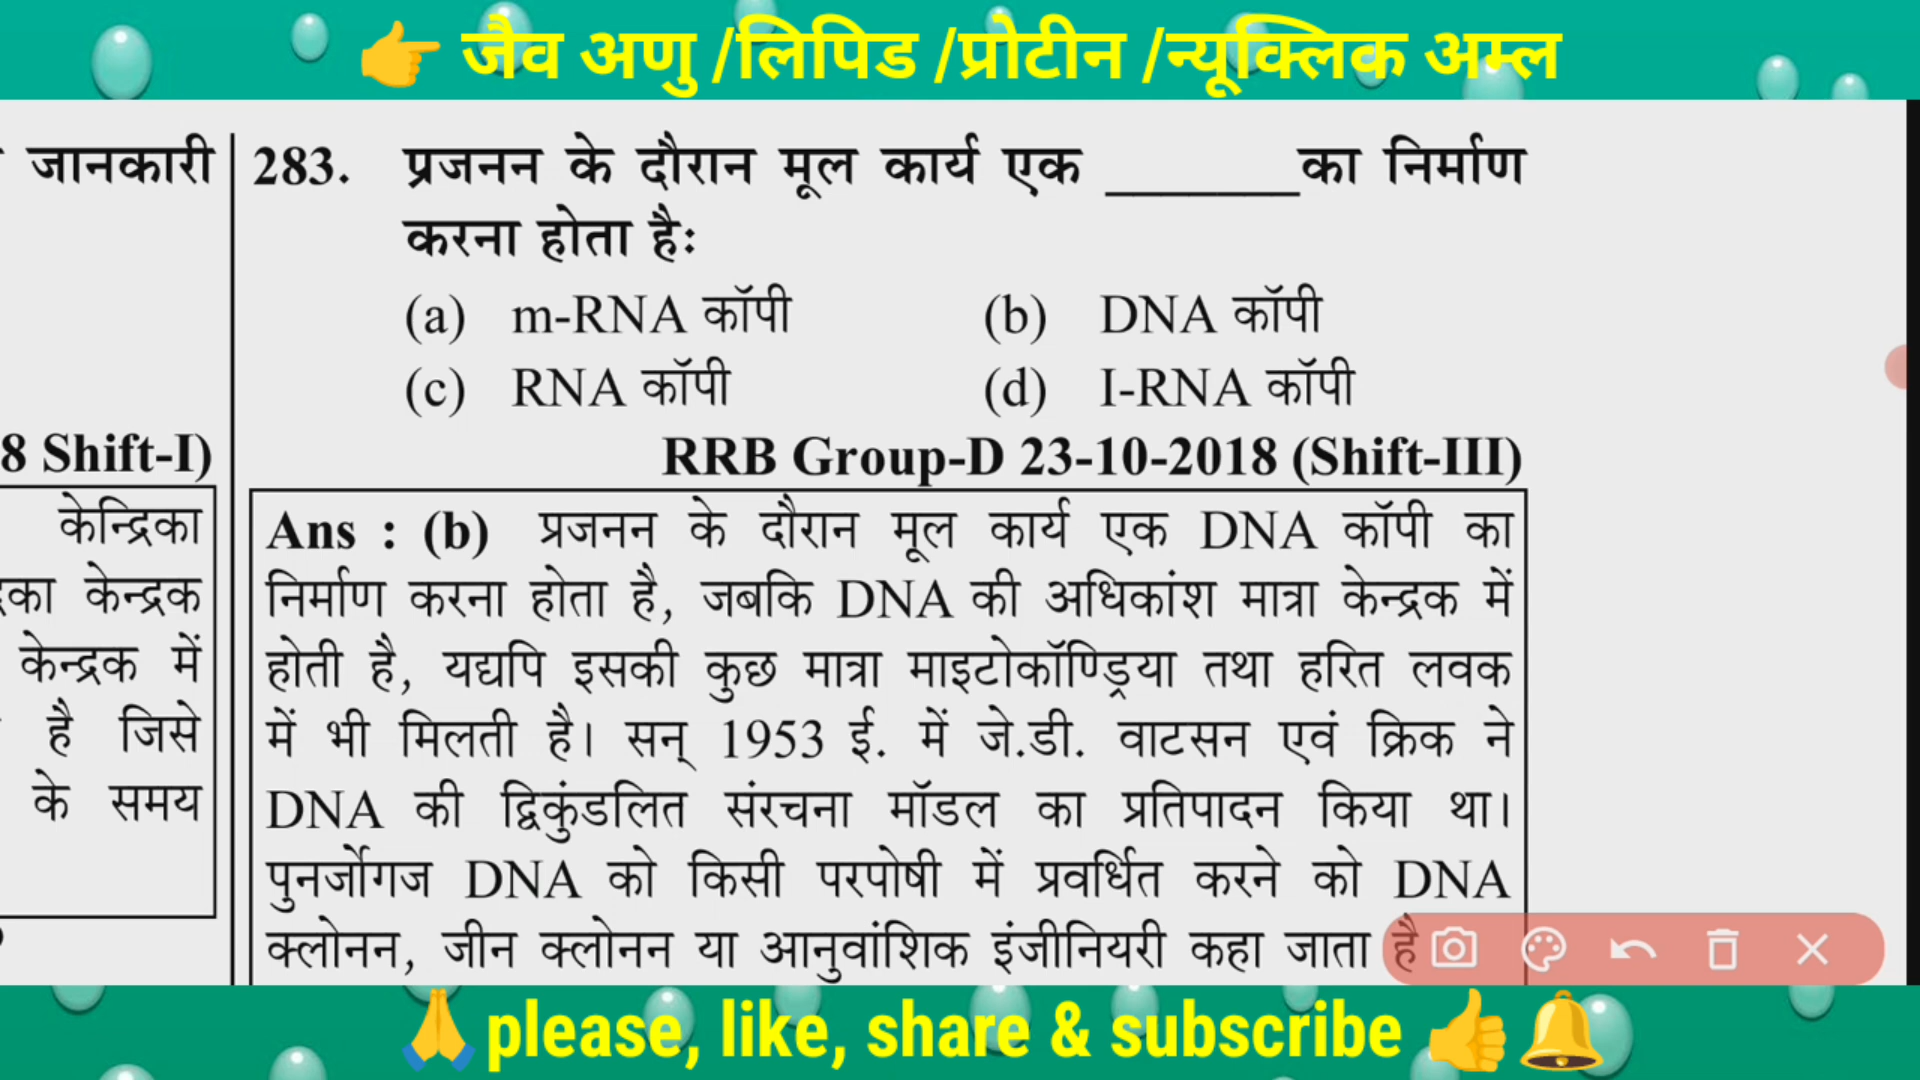 👉 जैव अणु /लिपिड /प्रोटीन /न्यूक्लिक अम्ल
जानकारी
8 Shift-I)
केन्द्रिका
का केन्द्रक
केन्द्रक में
है जिसे
के समय
283. प्रजनन के दौरान मूल कार्य एक _______का निर्माण
करना होता हैः
(a) m-RNA कॉपी (b) DNA कॉपी
(c) RNA कॉपी (d) I-RNA कॉपी
RRB Group-D 23-10-2018 (Shift-III)
Ans : (b) प्रजनन के दौरान मूल कार्य एक DNA कॉपी का
निर्माण करना होता है, जबकि DNA की अधिकांश मात्रा केन्द्रक में
होती है, यद्यपि इसकी कुछ मात्रा माइटोकॉण्ड्रिया तथा हरित लवक
में भी मिलती है। सन् 1953 ई. में जे.डी. वाटसन एवं क्रिक ने
DNA की द्विकुंडलित संरचना मॉडल का प्रतिपादन किया था।
पुनर्जोगज DNA को किसी परपोषी में प्रवर्धित करने को DNA
क्लोनन, जीन क्लोनन या आनुवांशिक इंजीनियरी कहा जाता है
🙏 please, like, share & subscribe 👍🔔